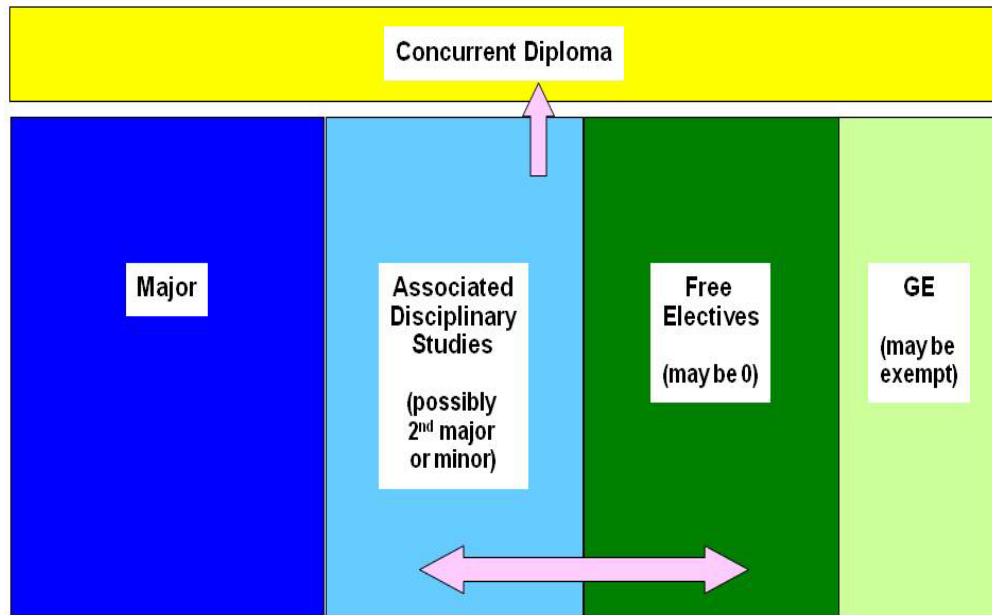 Concurrent Diploma
Major
Associated
Disciplinary
Studies
(possibly
2nd major
or minor)
Free
Electives
(may be 0)
GE
(may be
exempt)